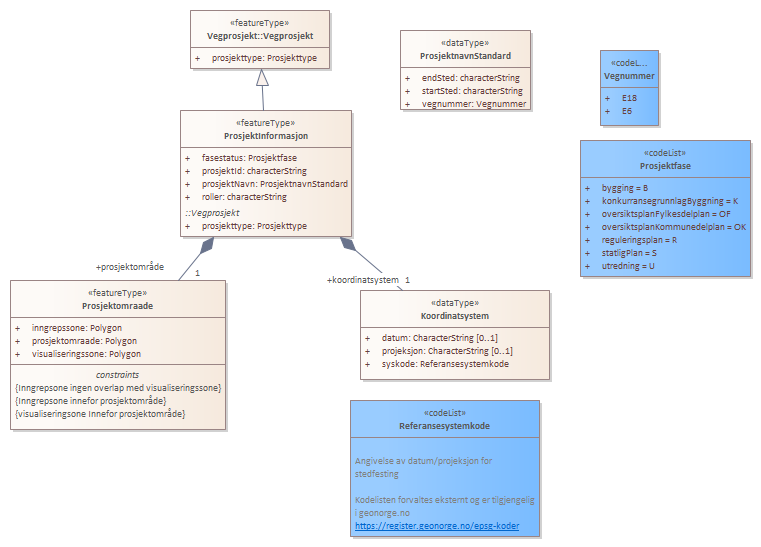 «featureType»
Vegprosjekt::Vegprosjekt
+ prosjekttype: Prosjekttype
«dataType»
ProsjektnavnStandard
+ endSted: characterString
+ startSted: characterString
+ vegnummer: Vegnummer
«codeL...
Vegnummer
+ E18
+ E6
«featureType»
ProsjektInformasjon
+ fasestatus: Prosjektfase
+ prosjektId: characterString
+ prosjektNavn: ProsjektnavnStandard
+ roller: characterString
::Vegprosjekt
+ prosjekttype: Prosjekttype
«codeList»
Prosjektfase
+ bygging = B
+ konkurransegrunnlagByggning = K
+ oversiktsplanFylkesdelplan = OF
+ oversiktsplanKommunedelplan = OK
+ reguleringsplan = R
+ statligPlan = S
+ utredning = U
+prosjektområde
1
+koordinatsystem 1
«featureType»
Prosjektomraade
+ inngrepssone: Polygon
+ prosjektomraade: Polygon
+ visualiseringssone: Polygon
constraints
{Inngrepsone ingen overlap med visualiseringssone}
{Inngrepsone innefor prosjektområde}
{visualiseringsone Innefor prosjektområde}
«dataType»
Koordinatsystem
+ datum: CharacterString [0..1]
+ projeksjon: CharacterString [0..1]
+ syskode: Referansesystemkode
«codeList»
Referansesystemkode
Angivelse av datum/projeksjon for
stedfesting
Kodelisten forvaltes eksternt og er tilgjengelig
i geonorge.no
https://register.geonorge.no/epsg-koder